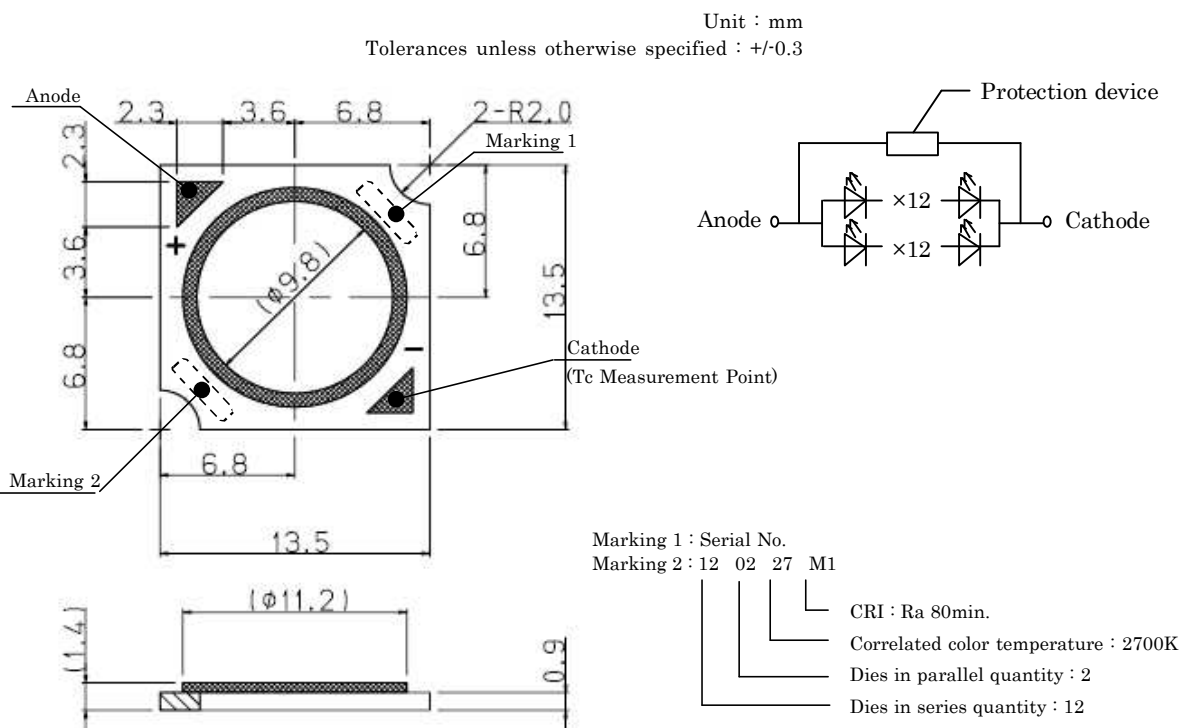 Unit : mm
Tolerances unless otherwise specified : +/-0.3
Anode
2.3
3.6
6.8
2-R2.0
Marking 1
2.3
3.6
6.8
+
(φ9.8)
6.8
13.5
−
Cathode
(Tc Measurement Point)
Marking 2
6.8
13.5
Protection device
×12
Anode
Cathode
×12
(φ11.2)
(1.4)
0.9
Marking 1 : Serial No.
Marking 2 : 12 02 27 M1
CRI : Ra 80min.
Correlated color temperature : 2700K
Dies in parallel quantity : 2
Dies in series quantity : 12